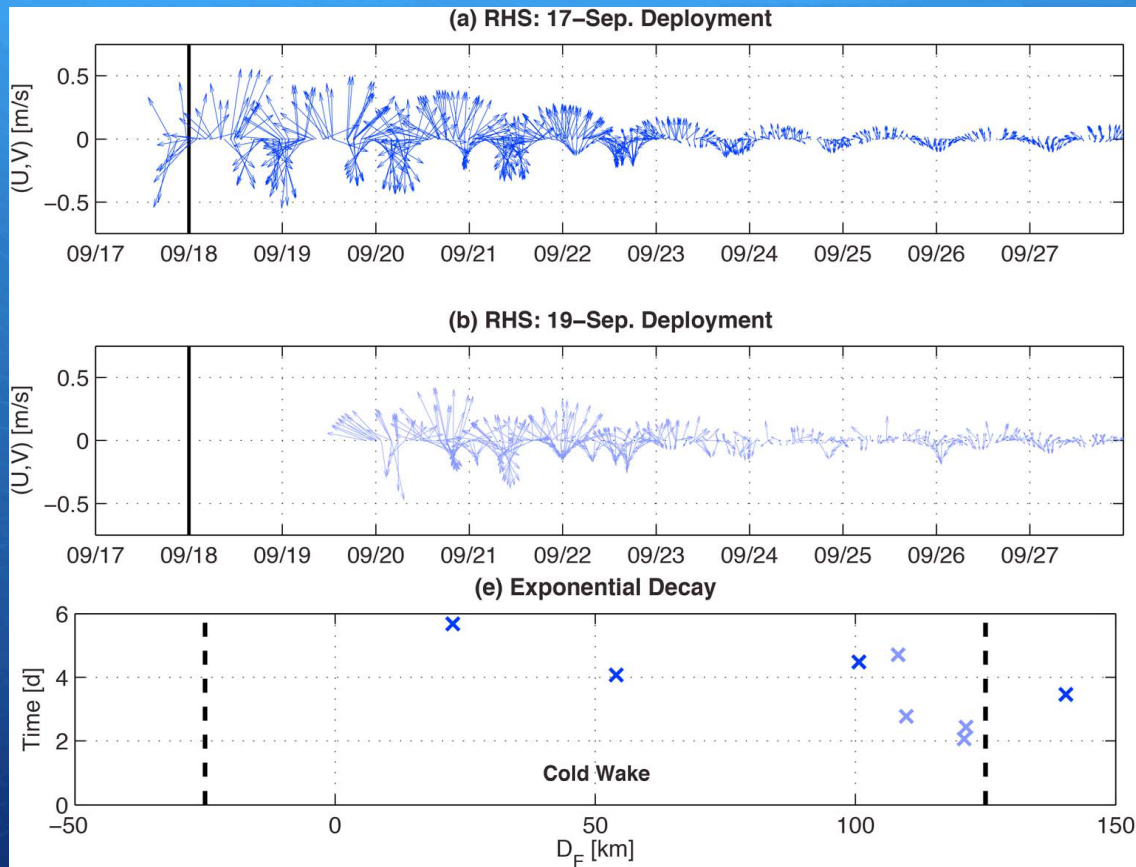 (a) RHS: 17−Sep. Deployment
(U,V) [m/s]
0.5
0
−0.5
09/17 09/18 09/19 09/20 09/21 09/22 09/23 09/24 09/25 09/26 09/27
(b) RHS: 19−Sep. Deployment
(U,V) [m/s]
0.5
0
−0.5
09/17 09/18 09/19 09/20 09/21 09/22 09/23 09/24 09/25 09/26 09/27
(e) Exponential Decay
Time [d]
6
4
2
0
Cold Wake
−50 0 50 100 150
D_F [km]